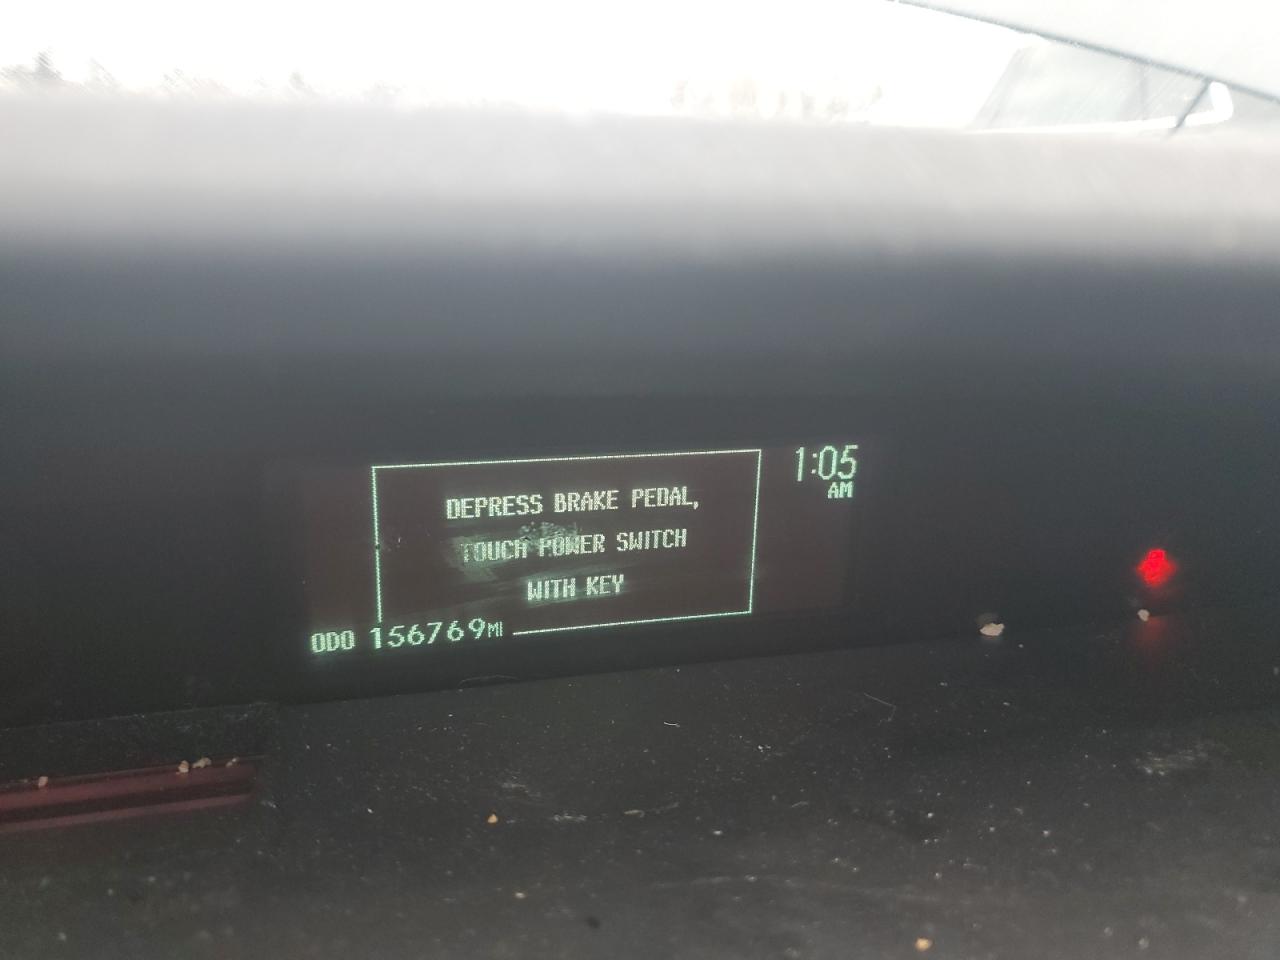 1:05
AM
DEPRESS BRAKE PEDAL,
TOUCH POWER SWITCH
WITH KEY
ODO 156769MI